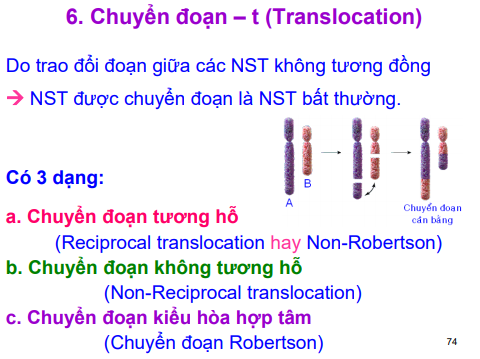 6. Chuyển đoạn – t (Translocation)
Do trao đổi đoạn giữa các NST không tương đồng
→ NST được chuyển đoạn là NST bất thường.
A
B
Chuyển đoạn
cân bằng
Có 3 dạng:
a. Chuyển đoạn tương hỗ
(Reciprocal translocation hay Non-Robertson)
b. Chuyển đoạn không tương hỗ
(Non-Reciprocal translocation)
c. Chuyển đoạn kiểu hòa hợp tâm
(Chuyển đoạn Robertson)
74